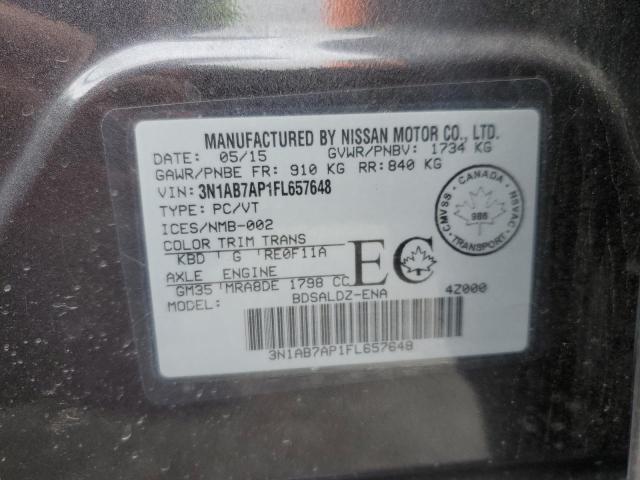 MANUFACTURED BY NISSAN MOTOR CO., LTD.
DATE: 05/15 GVWR/PNBV: 1734 KG
GAWR/PNBE FR: 910 KG RR: 840 KG
VIN: 3N1AB7AP1FL657648
TYPE: PC/VT
ICES/NMB-002
COLOR TRIM TRANS
KBD G RE0F11A
AXLE ENGINE
GM35 MRA8DE 1798 CC
MODEL: BDSALDZ-ENA 4Z000
3N1AB7AP1FL657648
EC
CMVSS - CANADA - NSVAC
986
TRANSPORT